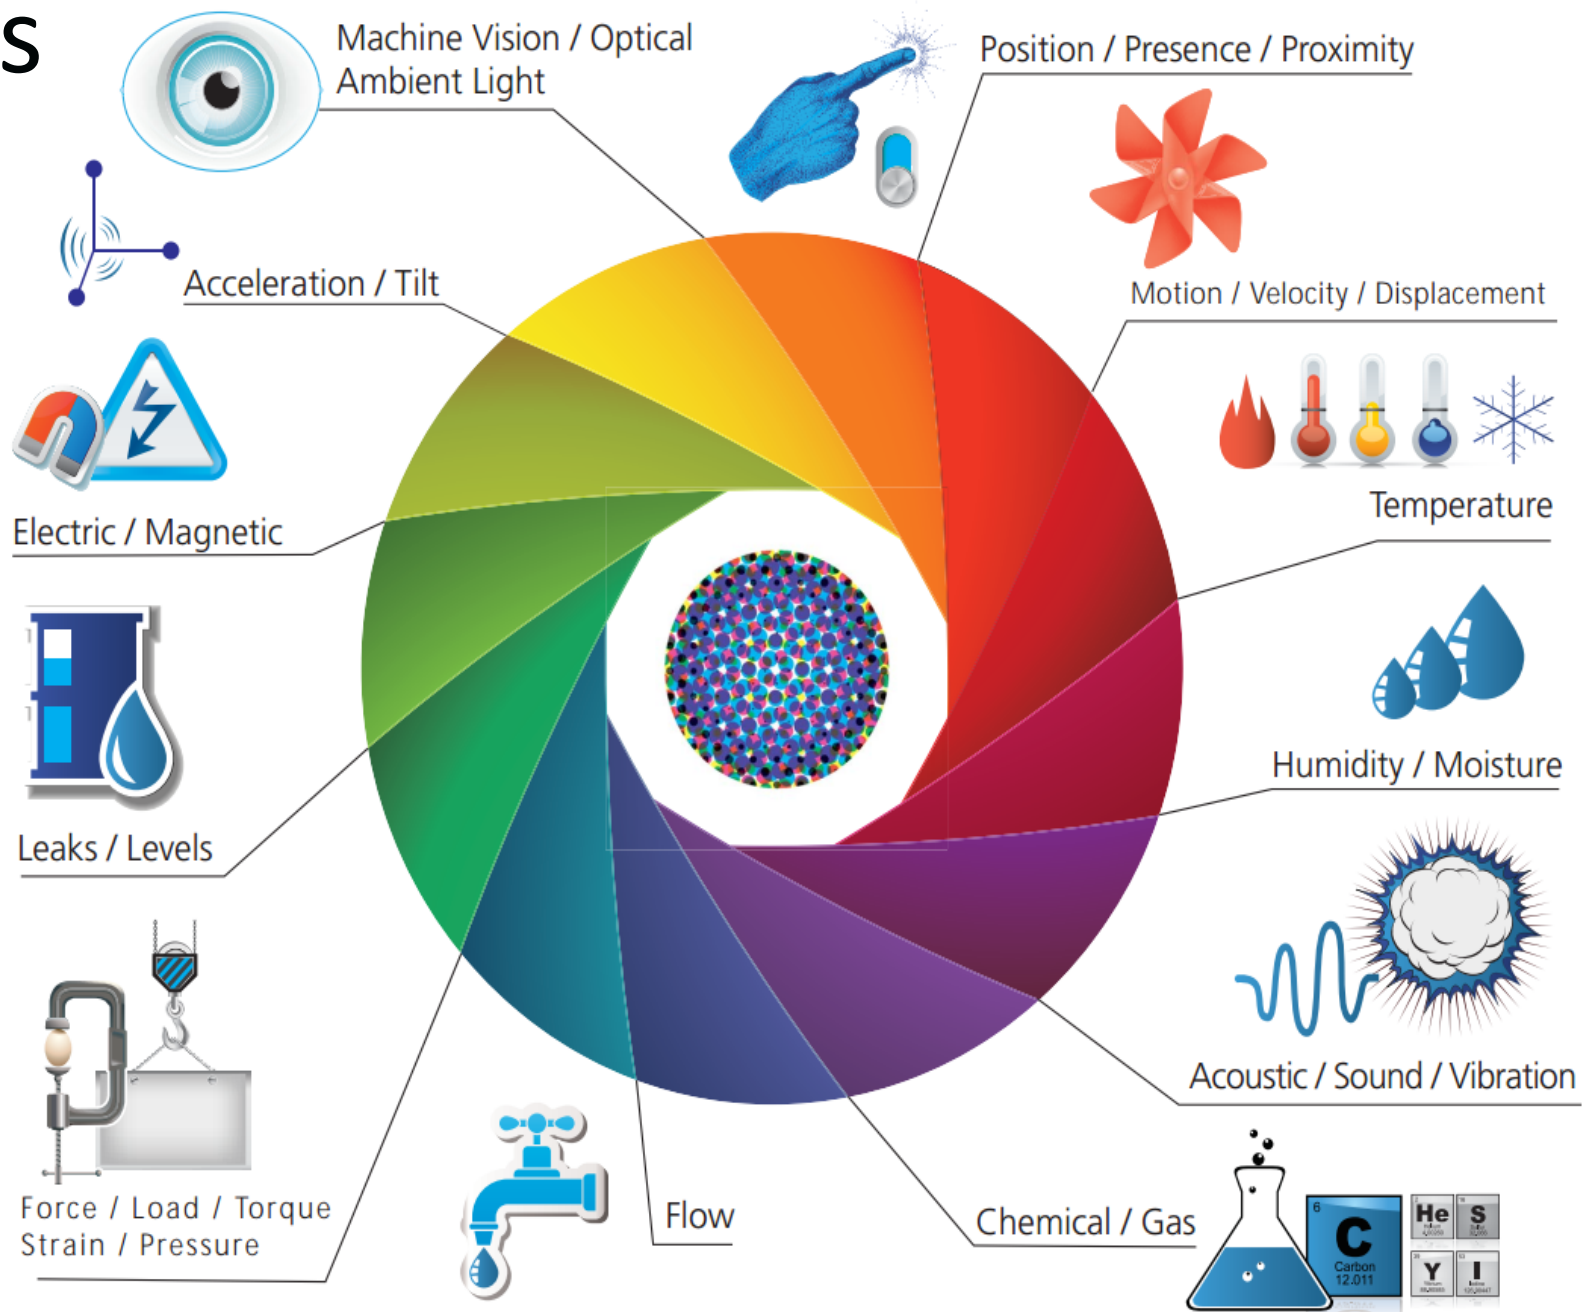 s
Machine Vision / Optical
Ambient Light
Position / Presence / Proximity
Acceleration / Tilt
Motion / Velocity / Displacement
Electric / Magnetic
Temperature
Humidity / Moisture
Leaks / Levels
Acoustic / Sound / Vibration
Force / Load / Torque
Strain / Pressure
Flow
Chemical / Gas
6
C
Carbon
12.011
He
S
Y
I